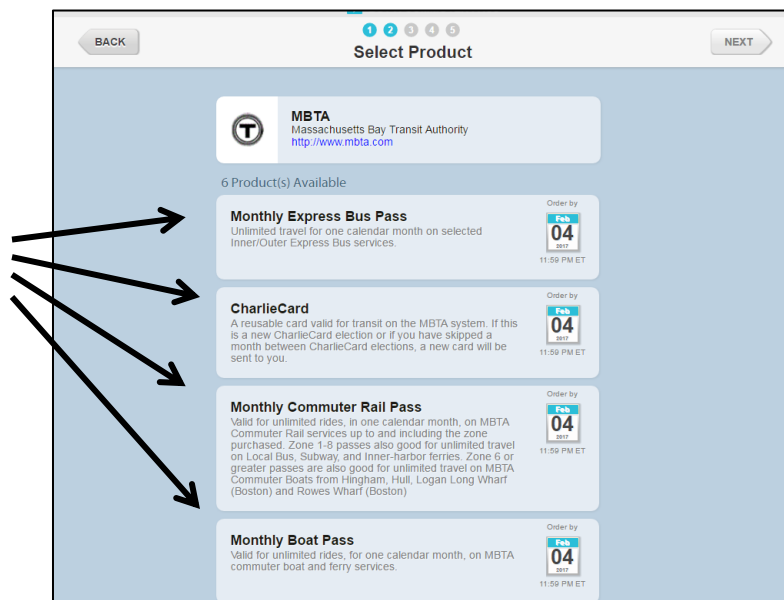 BACK
1 2 3 4 5
Select Product
NEXT
T
MBTA
Massachusetts Bay Transit Authority
http://www.mbta.com
6 Product(s) Available
Monthly Express Bus Pass
Unlimited travel for one calendar month on selected
Inner/Outer Express Bus services.
Order by
Feb
04
2017
11:59 PM ET
CharlieCard
A reusable card valid for transit on the MBTA system. If this
is a new CharlieCard election or if you have skipped a
month between CharlieCard elections, a new card will be
sent to you.
Order by
Feb
04
2017
11:59 PM ET
Monthly Commuter Rail Pass
Valid for unlimited rides, in one calendar month, on MBTA
Commuter Rail services up to and including the zone
purchased. Zone 1-8 passes also good for unlimited travel
on Local Bus, Subway, and Inner-harbor ferries. Zone 6 or
greater passes are also good for unlimited travel on MBTA
Commuter Boats from Hingham, Hull, Logan Long Wharf
(Boston) and Rowes Wharf (Boston)
Order by
Feb
04
2017
11:59 PM ET
Monthly Boat Pass
Valid for unlimited rides, for one calendar month, on MBTA
commuter boat and ferry services.
Order by
Feb
04
2017
11:59 PM ET